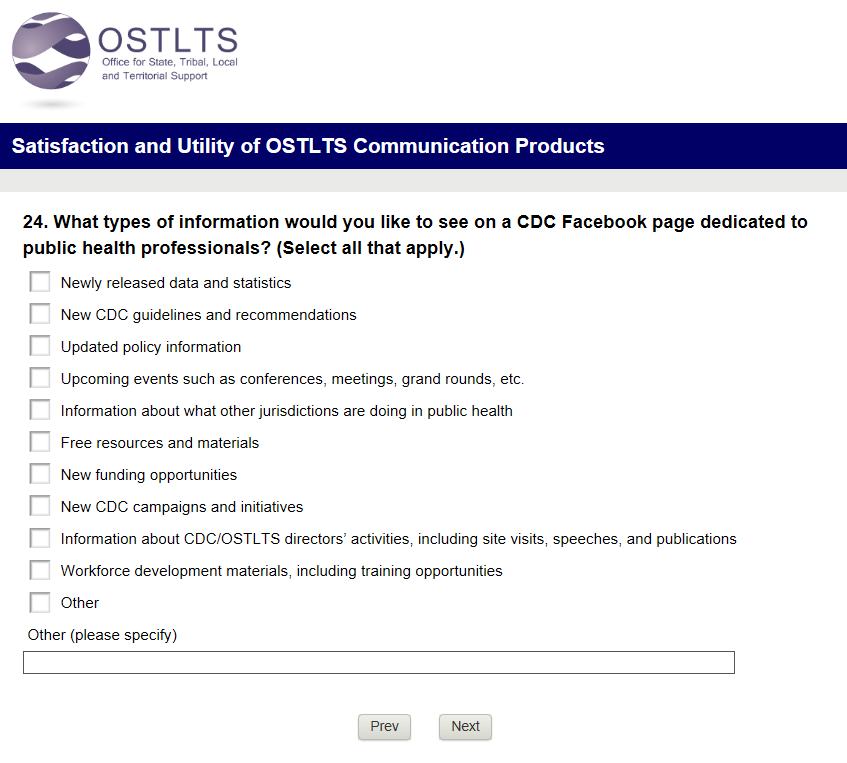 OSTLTS
Office for State, Tribal, Local
and Territorial Support
Satisfaction and Utility of OSTLTS Communication Products
24. What types of information would you like to see on a CDC Facebook page dedicated to
public health professionals? (Select all that apply.)
Newly released data and statistics
New CDC guidelines and recommendations
Updated policy information
Upcoming events such as conferences, meetings, grand rounds, etc.
Information about what other jurisdictions are doing in public health
Free resources and materials
New funding opportunities
New CDC campaigns and initiatives
Information about CDC/OSTLTS directors’ activities, including site visits, speeches, and publications
Workforce development materials, including training opportunities
Other
Other (please specify)
Prev Next